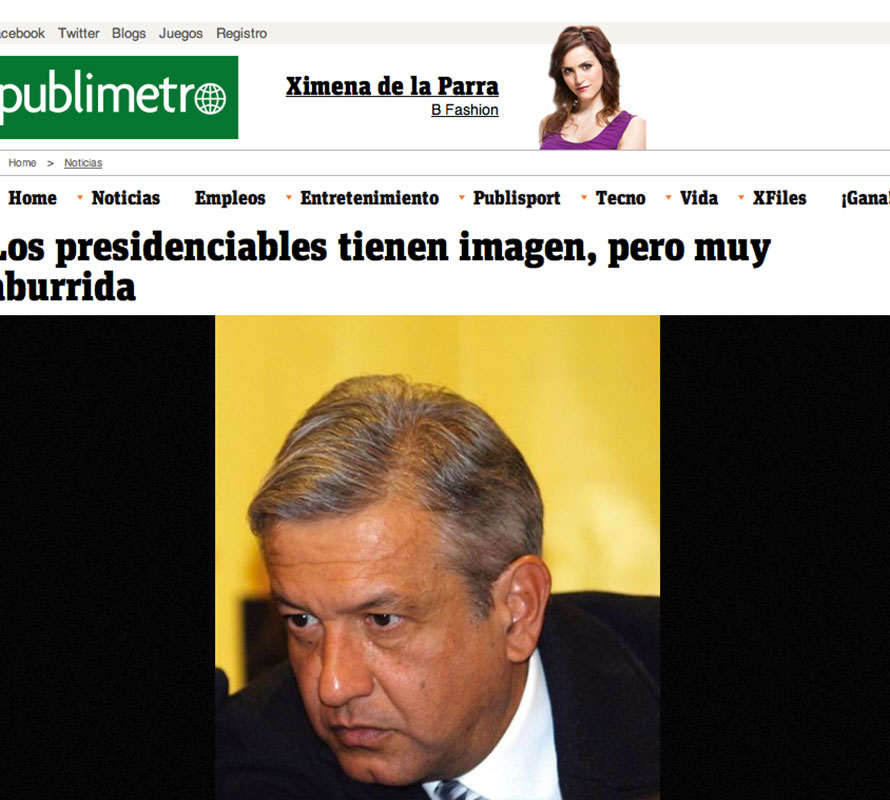 Twitter Blogs Juegos Registro
publimetro
Ximena de la Parra
B Fashion
Home > Noticias
Home Noticias Empleos Entretenimiento Publisport Tecno Vida XFiles ¡Gana!
Los presidenciables tienen imagen, pero muy
aburrida